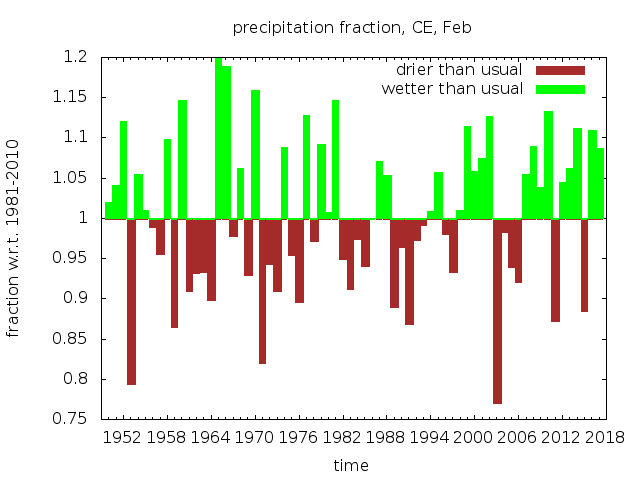 precipitation fraction, CE, Feb
drier than usual
wetter than usual
1.2
1.15
1.1
1.05
1
0.95
0.9
0.85
0.8
0.75
fraction w.r.t. 1981-2010
1952 1958 1964 1970 1976 1982 1988 1994 2000 2006 2012 2018
time